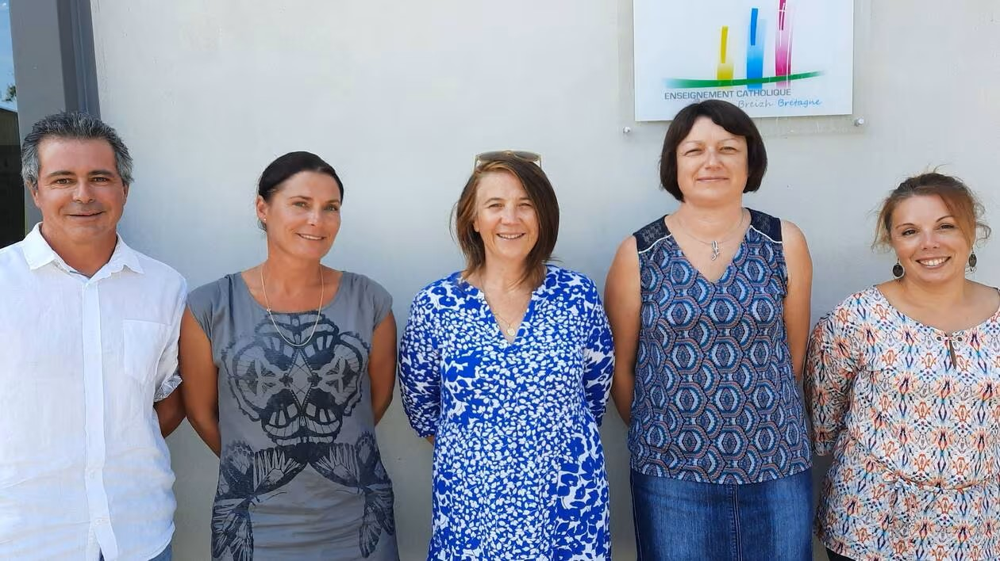 ENSEIGNEMENT CATHOLIQUE
Breizh Bretagne